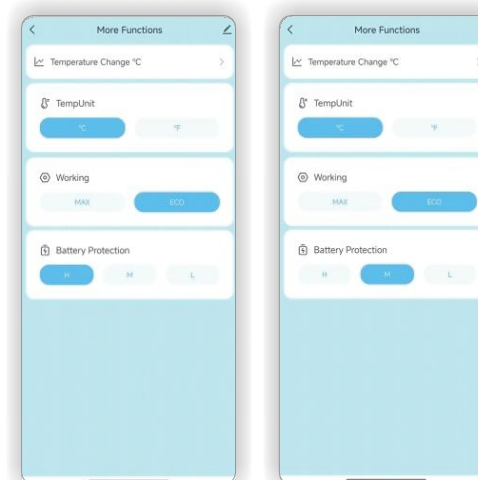 More Functions
Temperature Change °C
TempUnit
°C °F
Working
MAX ECO
Battery Protection
H M L
More Functions
Temperature Change °C
TempUnit
°C °F
Working
MAX ECO
Battery Protection
H M L